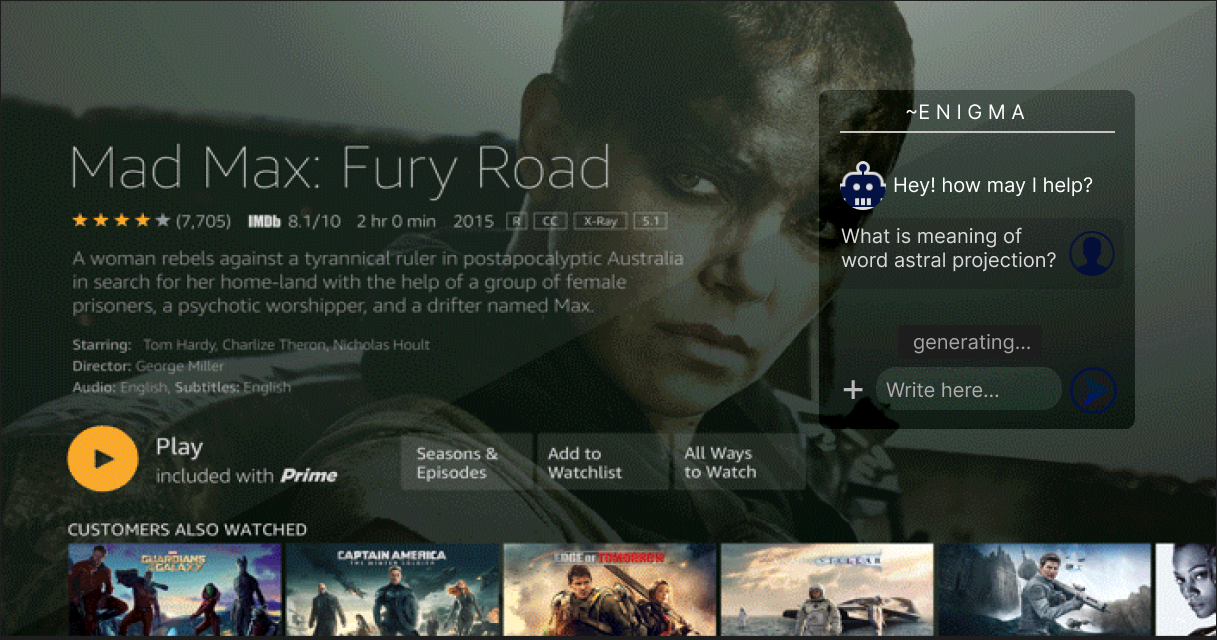 Mad Max: Fury Road
(7,705) IMDb 8.1/10 2 hr 0 min 2015 R CC X-Ray 5.1
A woman rebels against a tyrannical ruler in postapocalyptic Australia
in search for her home-land with the help of a group of female
prisoners, a psychotic worshipper, and a drifter named Max.
Starring: Tom Hardy, Charlize Theron, Nicholas Hoult
Director: George Miller
Audio: English, Subtitles: English
Play
included with Prime
Seasons &
Episodes
Add to
Watchlist
All Ways
to Watch
~ENIGMA
Hey! how may I help?
What is meaning of
word astral projection?
generating...
+ Write here...
CUSTOMERS ALSO WATCHED
GUARDIANS
OF THE GALAXY
CAPTAIN AMERICA
THE WINTER SOLDIER
EDGE OF TOMORROW